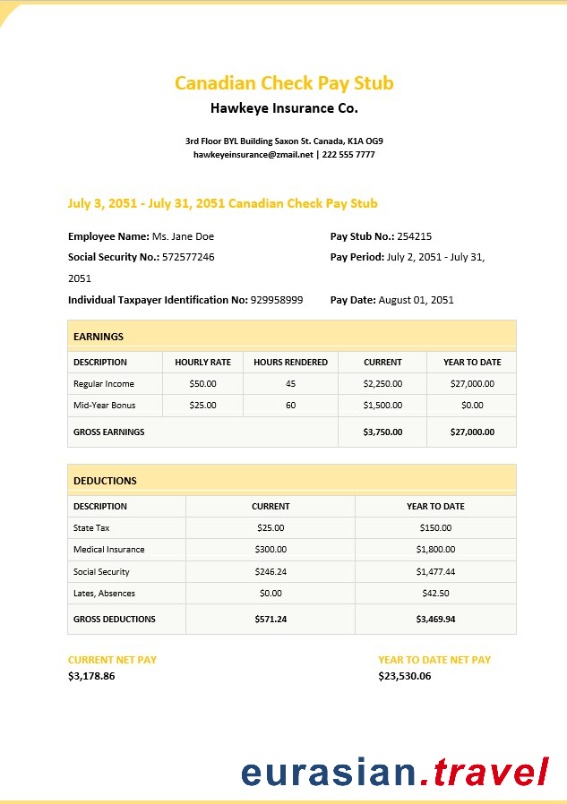 Canadian Check Pay Stub
Hawkeye Insurance Co.
3rd Floor BYL Building Saxon St. Canada, K1A OG9
hawkeyeinsurance@zmail.net | 222 555 7777
July 3, 2051 - July 31, 2051 Canadian Check Pay Stub
Employee Name: Ms. Jane Doe Pay Stub No.: 254215
Social Security No.: 572577246 Pay Period: July 2, 2051 - July 31,
2051
Individual Taxpayer Identification No: 929958999 Pay Date: August 01, 2051
EARNINGS
DESCRIPTION HOURLY RATE HOURS RENDERED CURRENT YEAR TO DATE
Regular Income $50.00 45 $2,250.00 $27,000.00
Mid-Year Bonus $25.00 60 $1,500.00 $0.00
GROSS EARNINGS $3,750.00 $27,000.00
DEDUCTIONS
DESCRIPTION CURRENT YEAR TO DATE
State Tax $25.00 $150.00
Medical Insurance $300.00 $1,800.00
Social Security $246.24 $1,477.44
Lates, Absences $0.00 $42.50
GROSS DEDUCTIONS $571.24 $3,469.94
CURRENT NET PAY YEAR TO DATE NET PAY
$3,178.86 $23,530.06
eurasian.travel